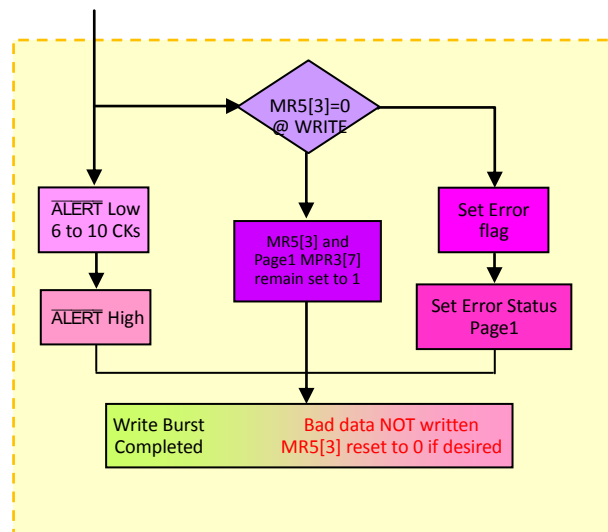 MR5[3]=0
@ WRITE
A̅L̅E̅R̅T̅ Low
6 to 10 CKs
MR5[3] and
Page1 MPR3[7]
remain set to 1
Set Error
flag
A̅L̅E̅R̅T̅ High
Set Error Status
Page1
Write Burst
Completed
Bad data NOT written
MR5[3] reset to 0 if desired